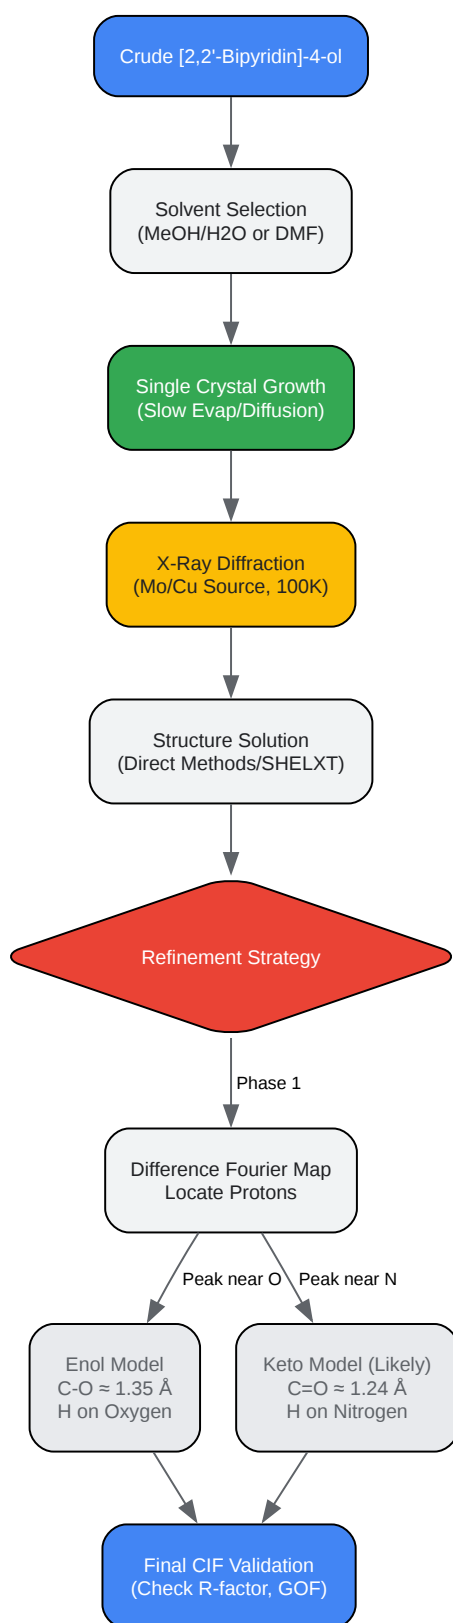 Crude [2,2'-Bipyridin]-4-ol
Solvent Selection
(MeOH/H2O or DMF)
Single Crystal Growth
(Slow Evap/Diffusion)
X-Ray Diffraction
(Mo/Cu Source, 100K)
Structure Solution
(Direct Methods/SHELXT)
Refinement Strategy
Phase 1
Difference Fourier Map
Locate Protons
Peak near O
Peak near N
Enol Model
C-O ≈ 1.35 Å
H on Oxygen
Keto Model (Likely)
C=O ≈ 1.24 Å
H on Nitrogen
Final CIF Validation
(Check R-factor, GOF)